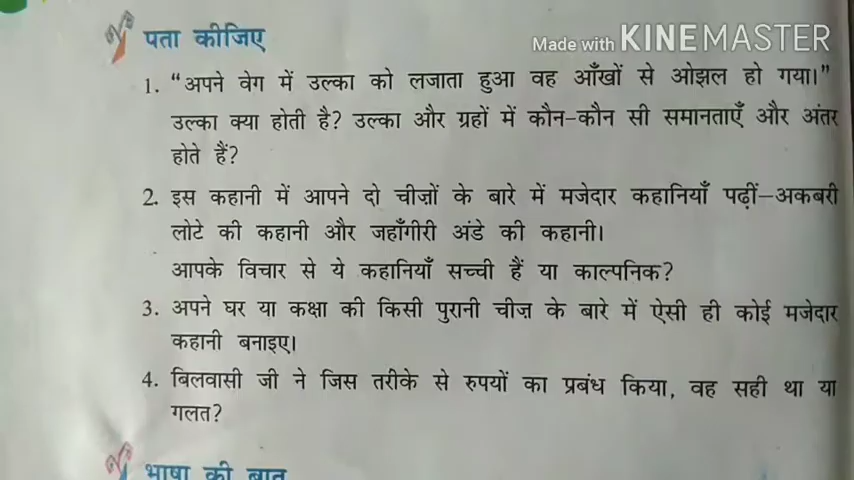 Made with KINEMASTER
पता कीजिए
1. “अपने वेग में उल्का को लजाता हुआ वह आँखों से ओझल हो गया।”
उल्का क्या होती है? उल्का और ग्रहों में कौन-कौन सी समानताएँ और अंतर
होते हैं?
2. इस कहानी में आपने दो चीज़ों के बारे में मजेदार कहानियाँ पढ़ीं—अकबरी
लोटे की कहानी और जहाँगीरी अंडे की कहानी।
आपके विचार से ये कहानियाँ सच्ची हैं या काल्पनिक?
3. अपने घर या कक्षा की किसी पुरानी चीज़ के बारे में ऐसी ही कोई मजेदार
कहानी बनाइए।
4. बिलवासी जी ने जिस तरीके से रुपयों का प्रबंध किया, वह सही था या
गलत?
भाषा की बात